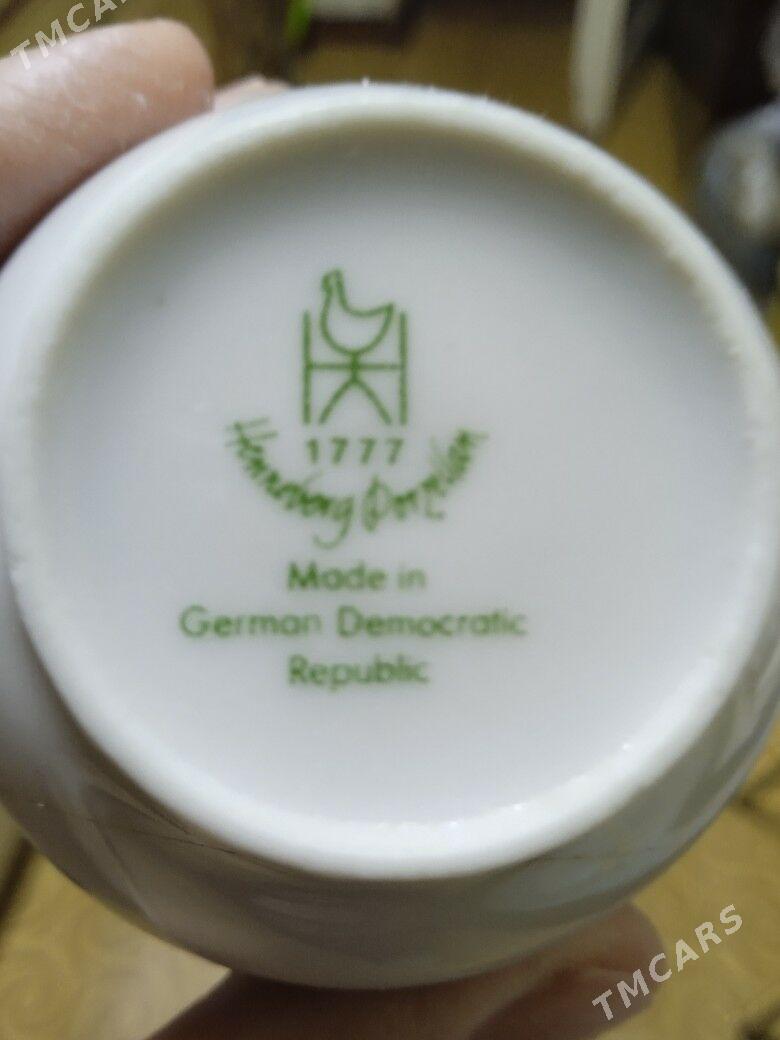 TMCARS
1777
Henneberg Porzellan
Made in
German Democratic
Republic
TMCARS